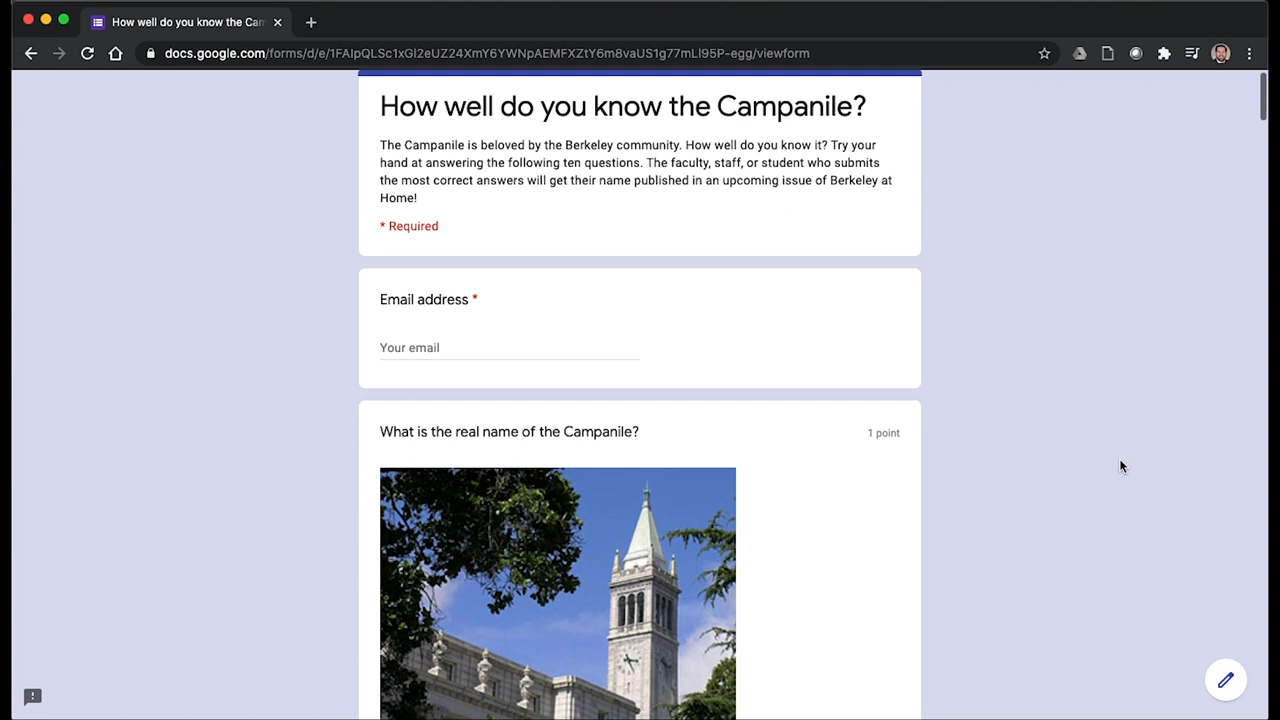 How well do you know the Cam
docs.google.com/forms/d/e/1FAIpQLSc1xGl2eUZ24XmY6YWNpAEMFXZtY6m8vaUS1g77mLl95P-egg/viewform
How well do you know the Campanile?
The Campanile is beloved by the Berkeley community. How well do you know it? Try your
hand at answering the following ten questions. The faculty, staff, or student who submits
the most correct answers will get their name published in an upcoming issue of Berkeley at
Home!
* Required
Email address *
Your email
What is the real name of the Campanile?
1 point